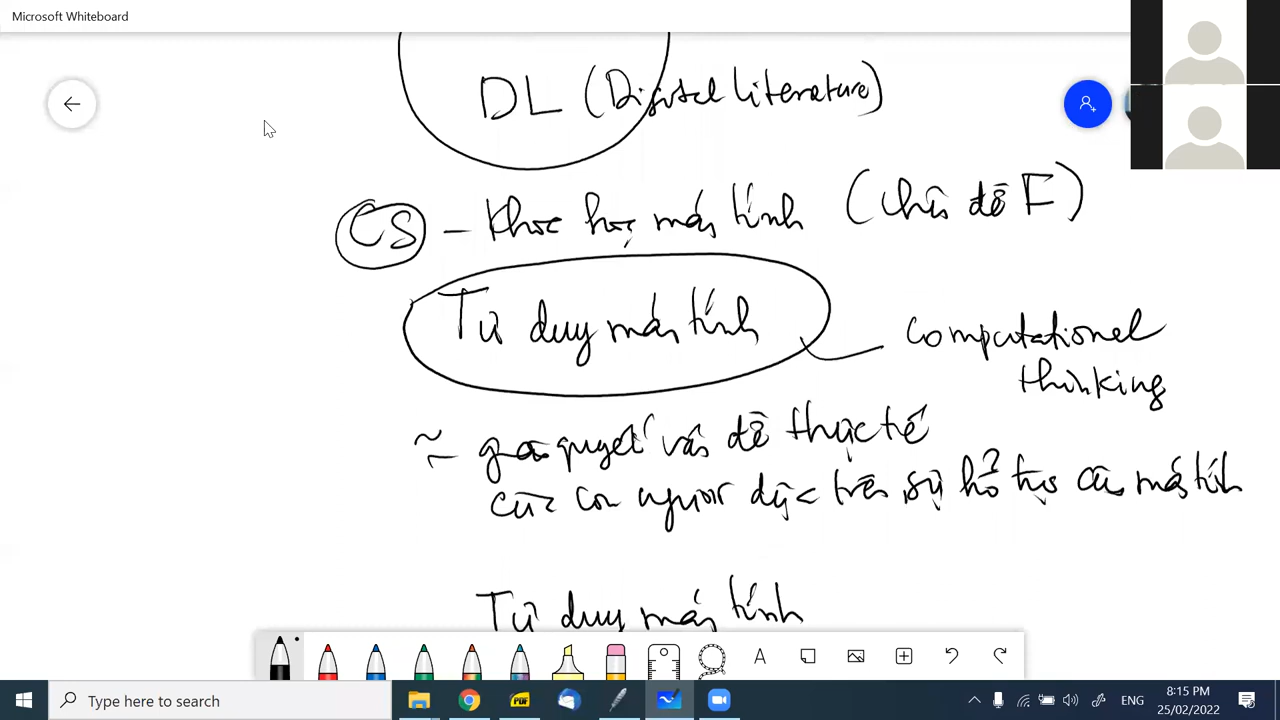 Microsoft Whiteboard
DL (Digital literature)
CS - Khoa học máy tính (Chủ đề F)
Tư duy máy tính
Computational
thinking
≈ giải quyết vấn đề thực tế
của con người dựa trên sự hỗ trợ của máy tính
Tư duy máy tính
A
Type here to search
PDF
ENG
8:15 PM
25/02/2022